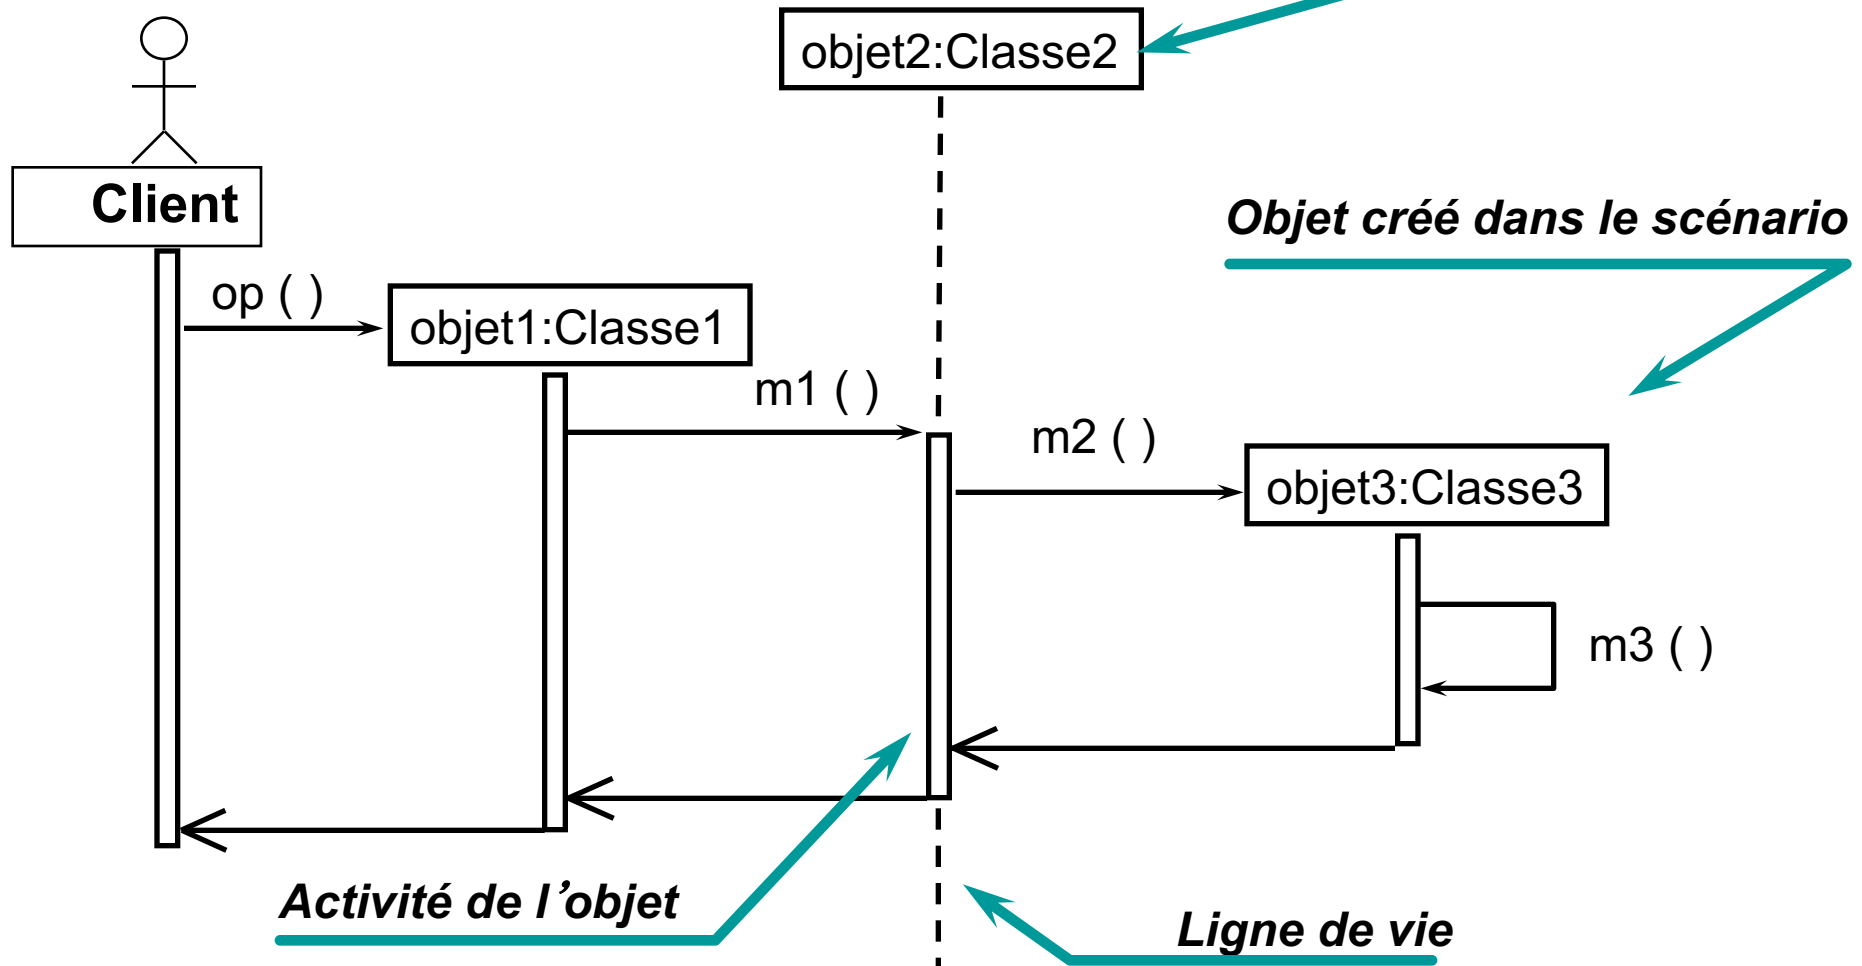 objet2:Classe2
Client
Objet créé dans le scénario
op ( )
objet1:Classe1
m1 ( )
m2 ( )
objet3:Classe3
m3 ( )
Activité de l’objet
Ligne de vie